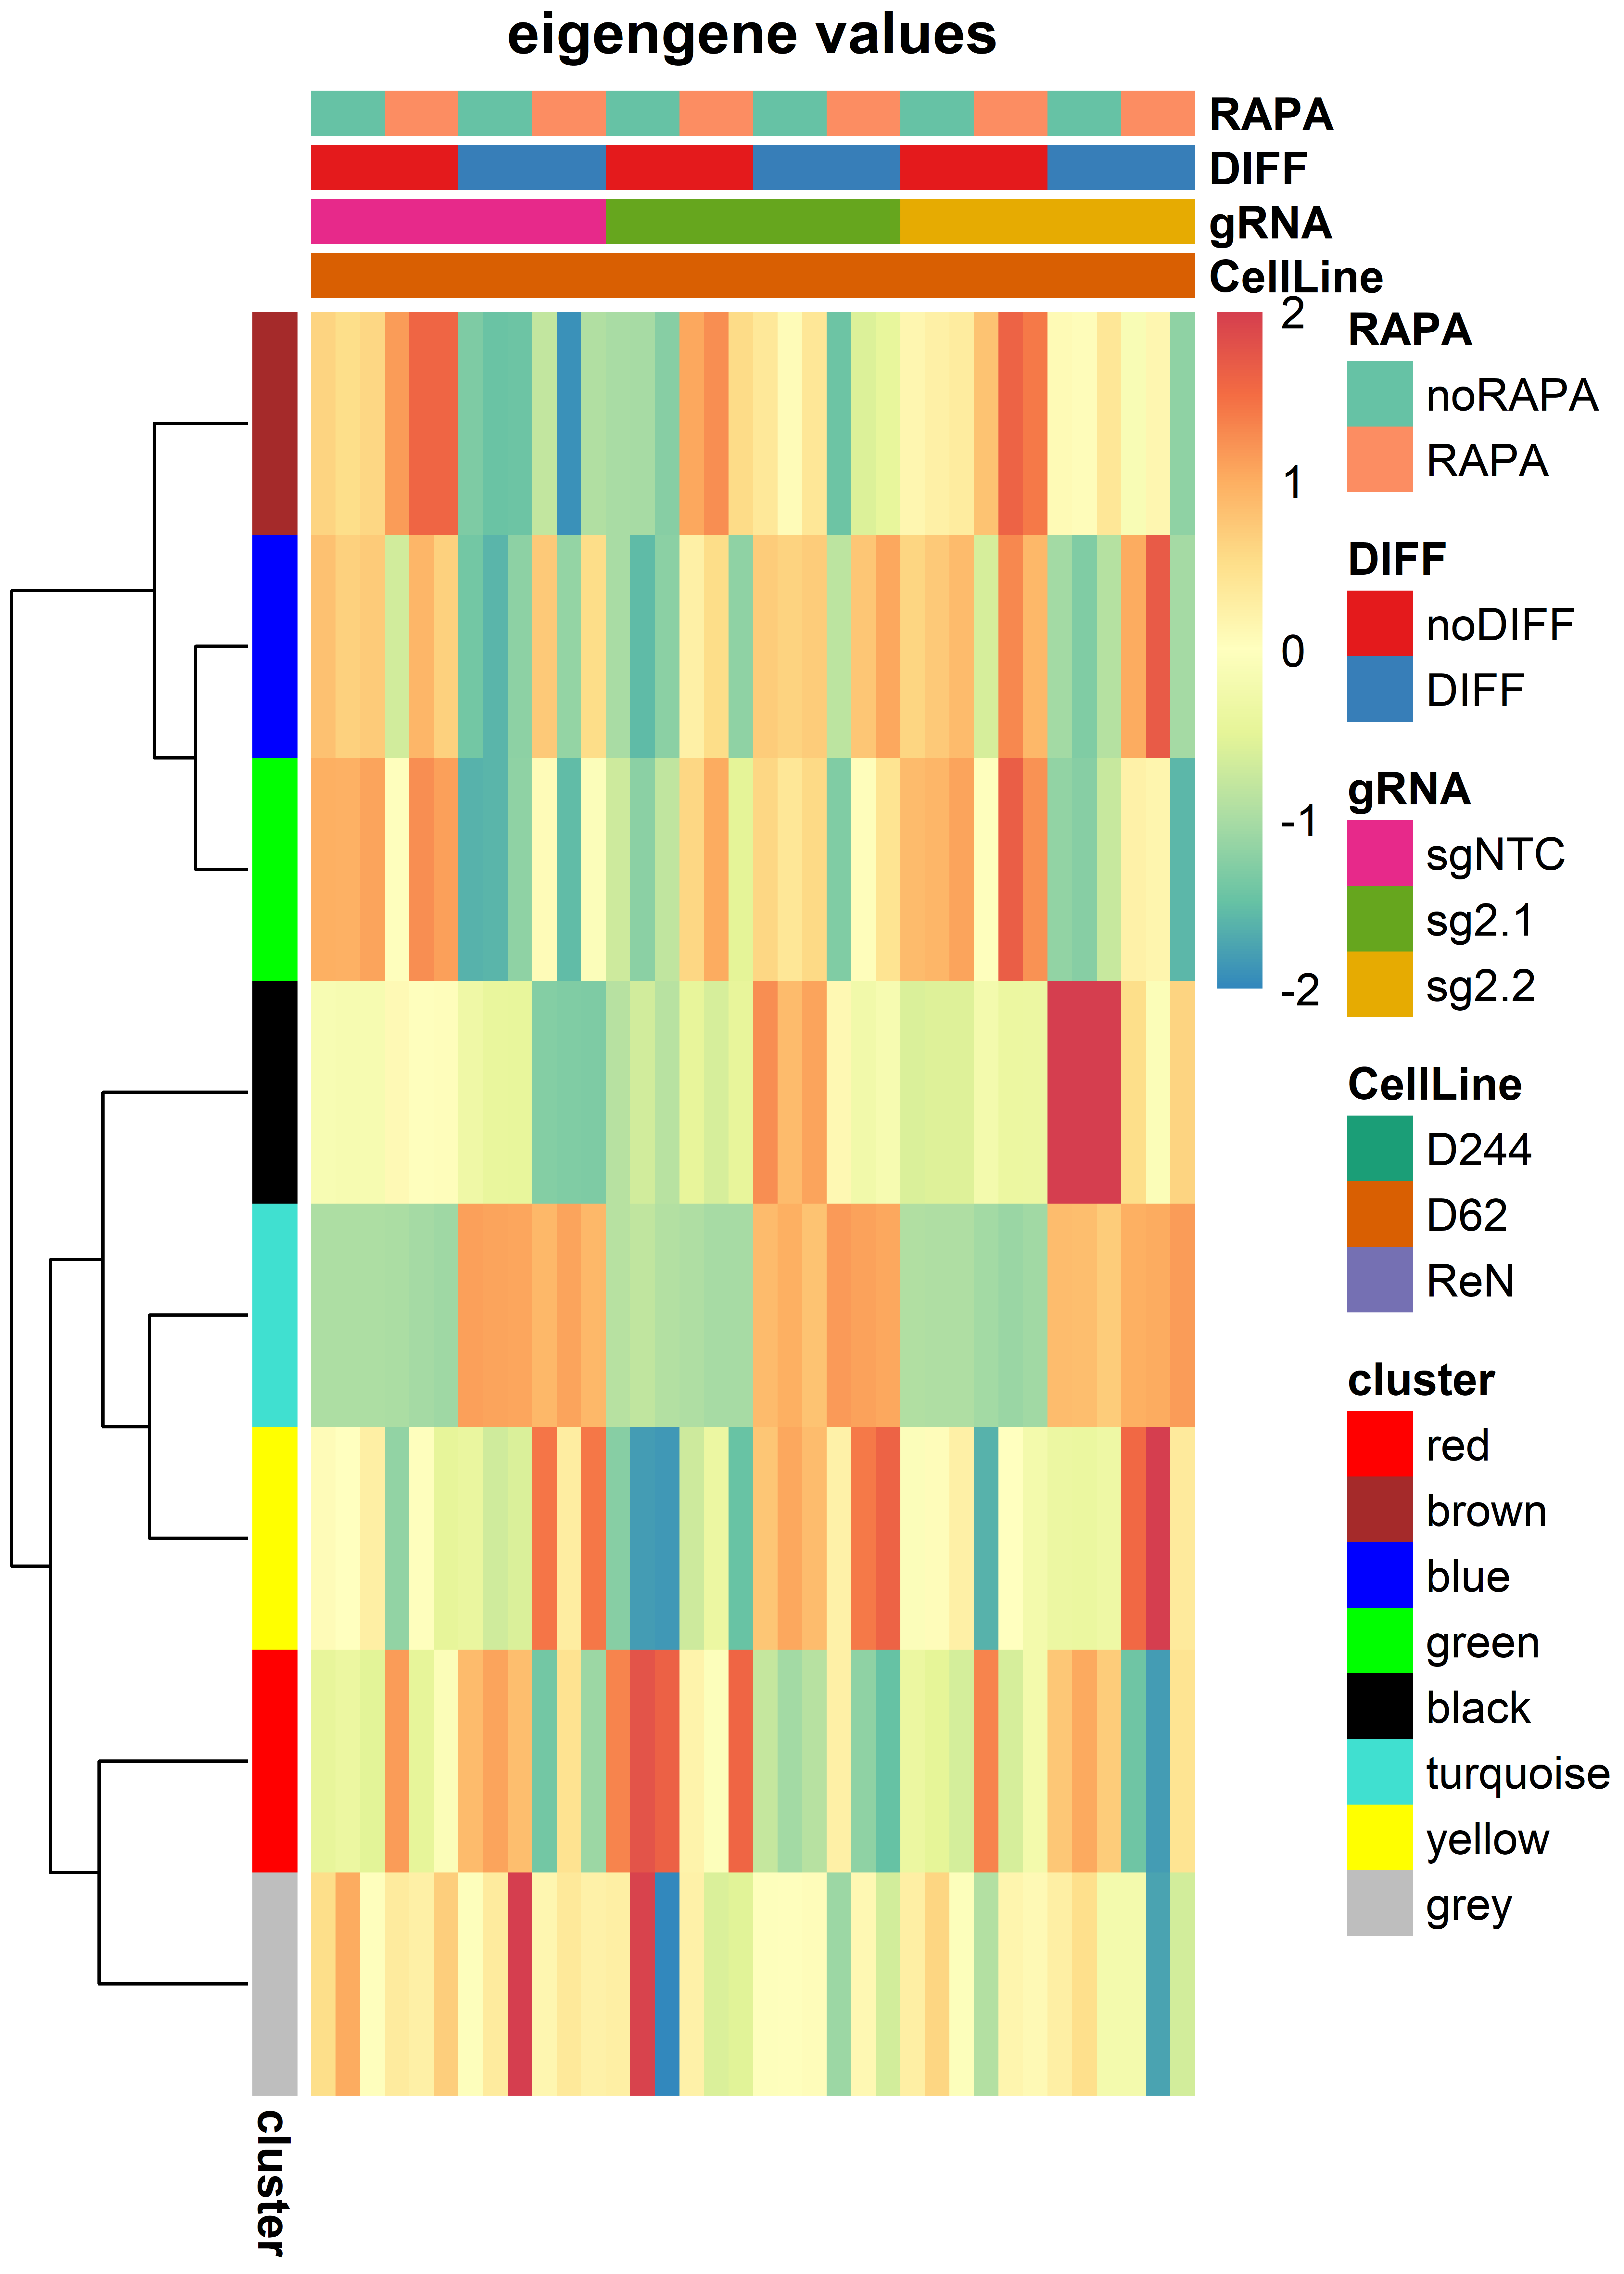 eigengene values
RAPA
DIFF
gRNA
CellLine
2
1
0
-1
-2
RAPA
noRAPA
RAPA
DIFF
noDIFF
DIFF
gRNA
sgNTC
sg2.1
sg2.2
CellLine
D244
D62
ReN
cluster
red
brown
blue
green
black
turquoise
yellow
grey
cluster